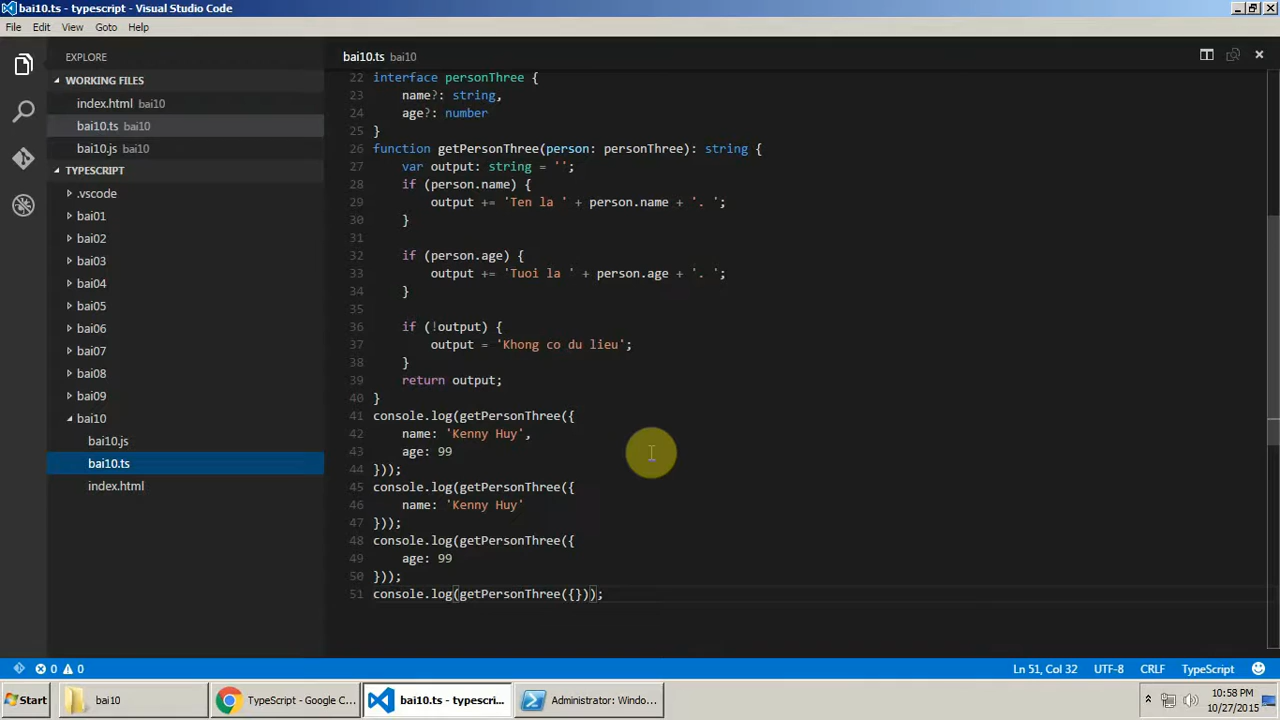 bai10.ts - typescript - Visual Studio Code
File Edit View Goto Help
EXPLORE
WORKING FILES
index.html bai10
bai10.ts bai10
bai10.js bai10
TYPESCRIPT
.vscode
bai01
bai02
bai03
bai04
bai05
bai06
bai07
bai08
bai09
bai10
bai10.js
bai10.ts
index.html
bai10.ts bai10
22 interface personThree {
23     name?: string,
24     age?: number
25 }
26 function getPersonThree(person: personThree): string {
27     var output: string = '';
28     if (person.name) {
29         output += 'Ten la ' + person.name + '. ';
30     }
31
32     if (person.age) {
33         output += 'Tuoi la ' + person.age + '. ';
34     }
35
36     if (!output) {
37         output = 'Khong co du lieu';
38     }
39     return output;
40 }
41 console.log(getPersonThree({
42     name: 'Kenny Huy',
43     age: 99
44 }));
45 console.log(getPersonThree({
46     name: 'Kenny Huy'
47 }));
48 console.log(getPersonThree({
49     age: 99
50 }));
51 console.log(getPersonThree({}));
0 0
Ln 51, Col 32 UTF-8 CRLF TypeScript
Start bai10 TypeScript - Google C... bai10.ts - typescri... Administrator: Windo...
10:58 PM
10/27/2015